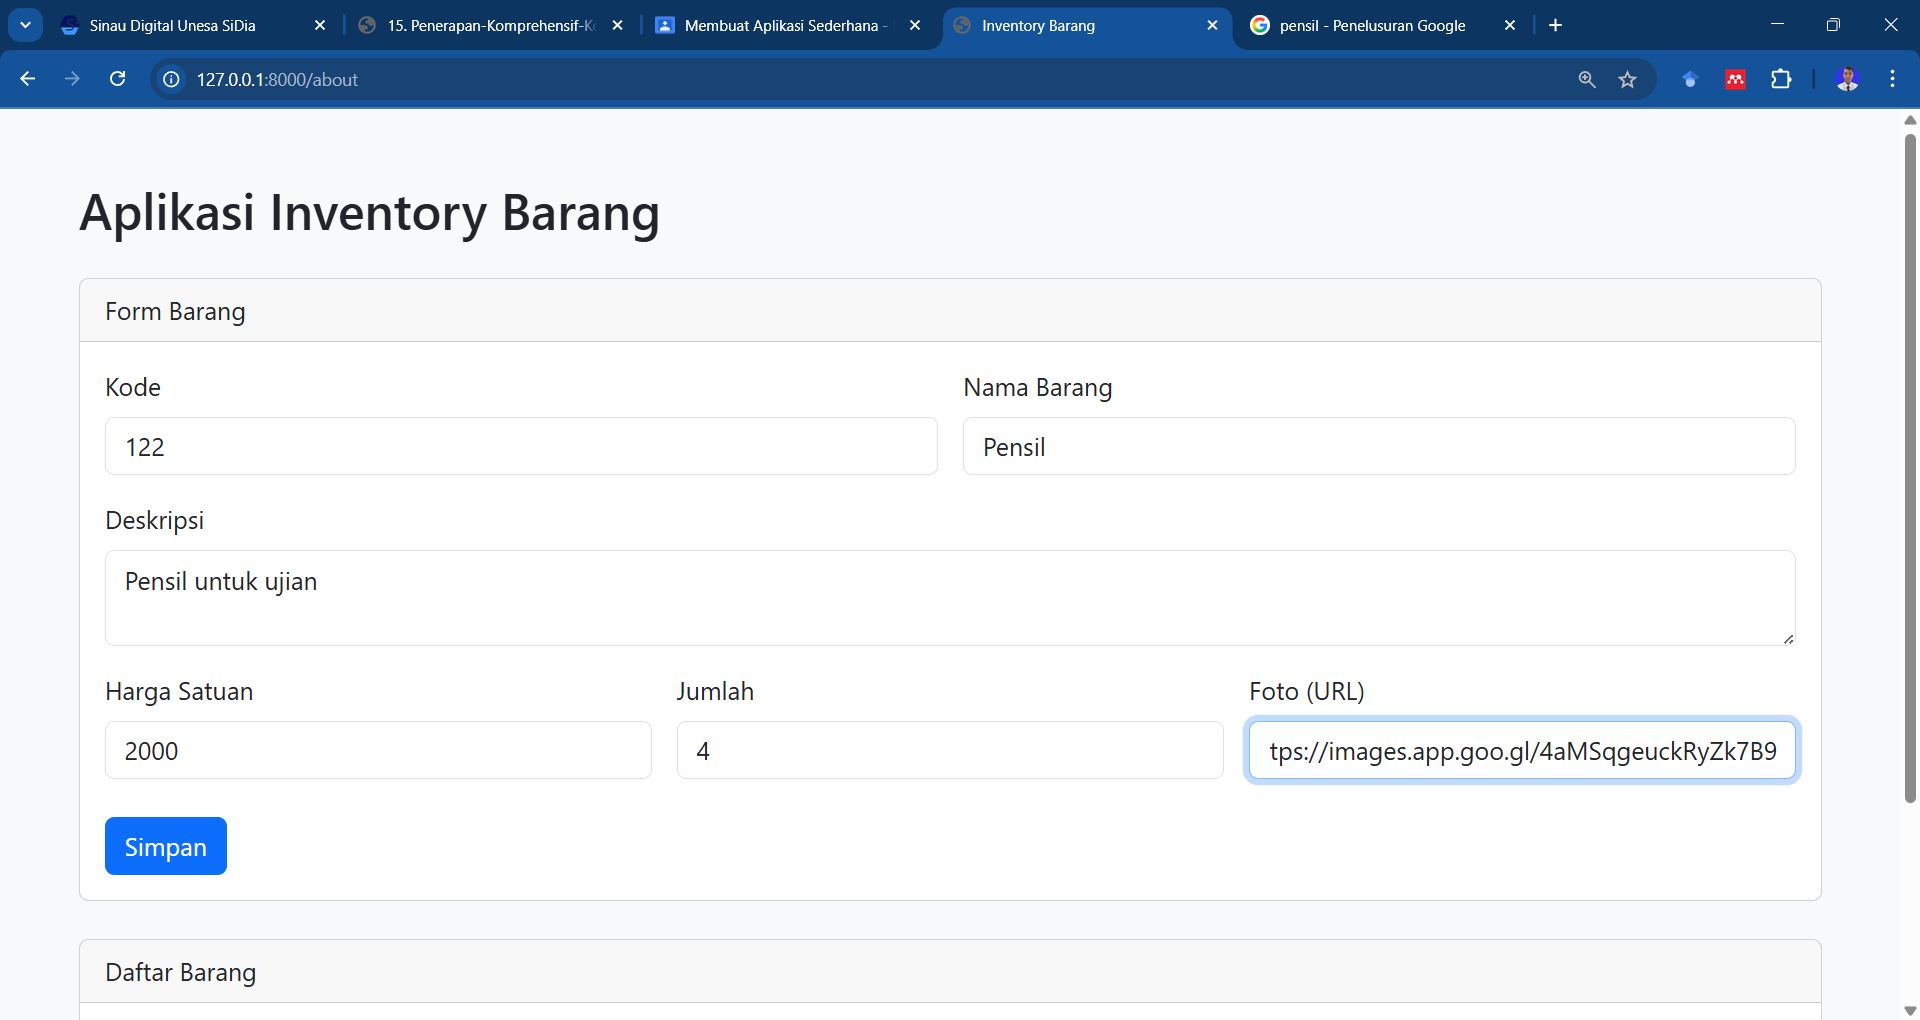 Sinau Digital Unesa SiDia
15. Penerapan-Komprehensif-K
Membuat Aplikasi Sederhana -
Inventory Barang
pensil - Penelusuran Google
127.0.0.1:8000/about
Aplikasi Inventory Barang
Form Barang
Kode
Nama Barang
122
Pensil
Deskripsi
Pensil untuk ujian
Harga Satuan
Jumlah
Foto (URL)
2000
4
tps://images.app.goo.gl/4aMSqgeuckRyZk7B9
Simpan
Daftar Barang